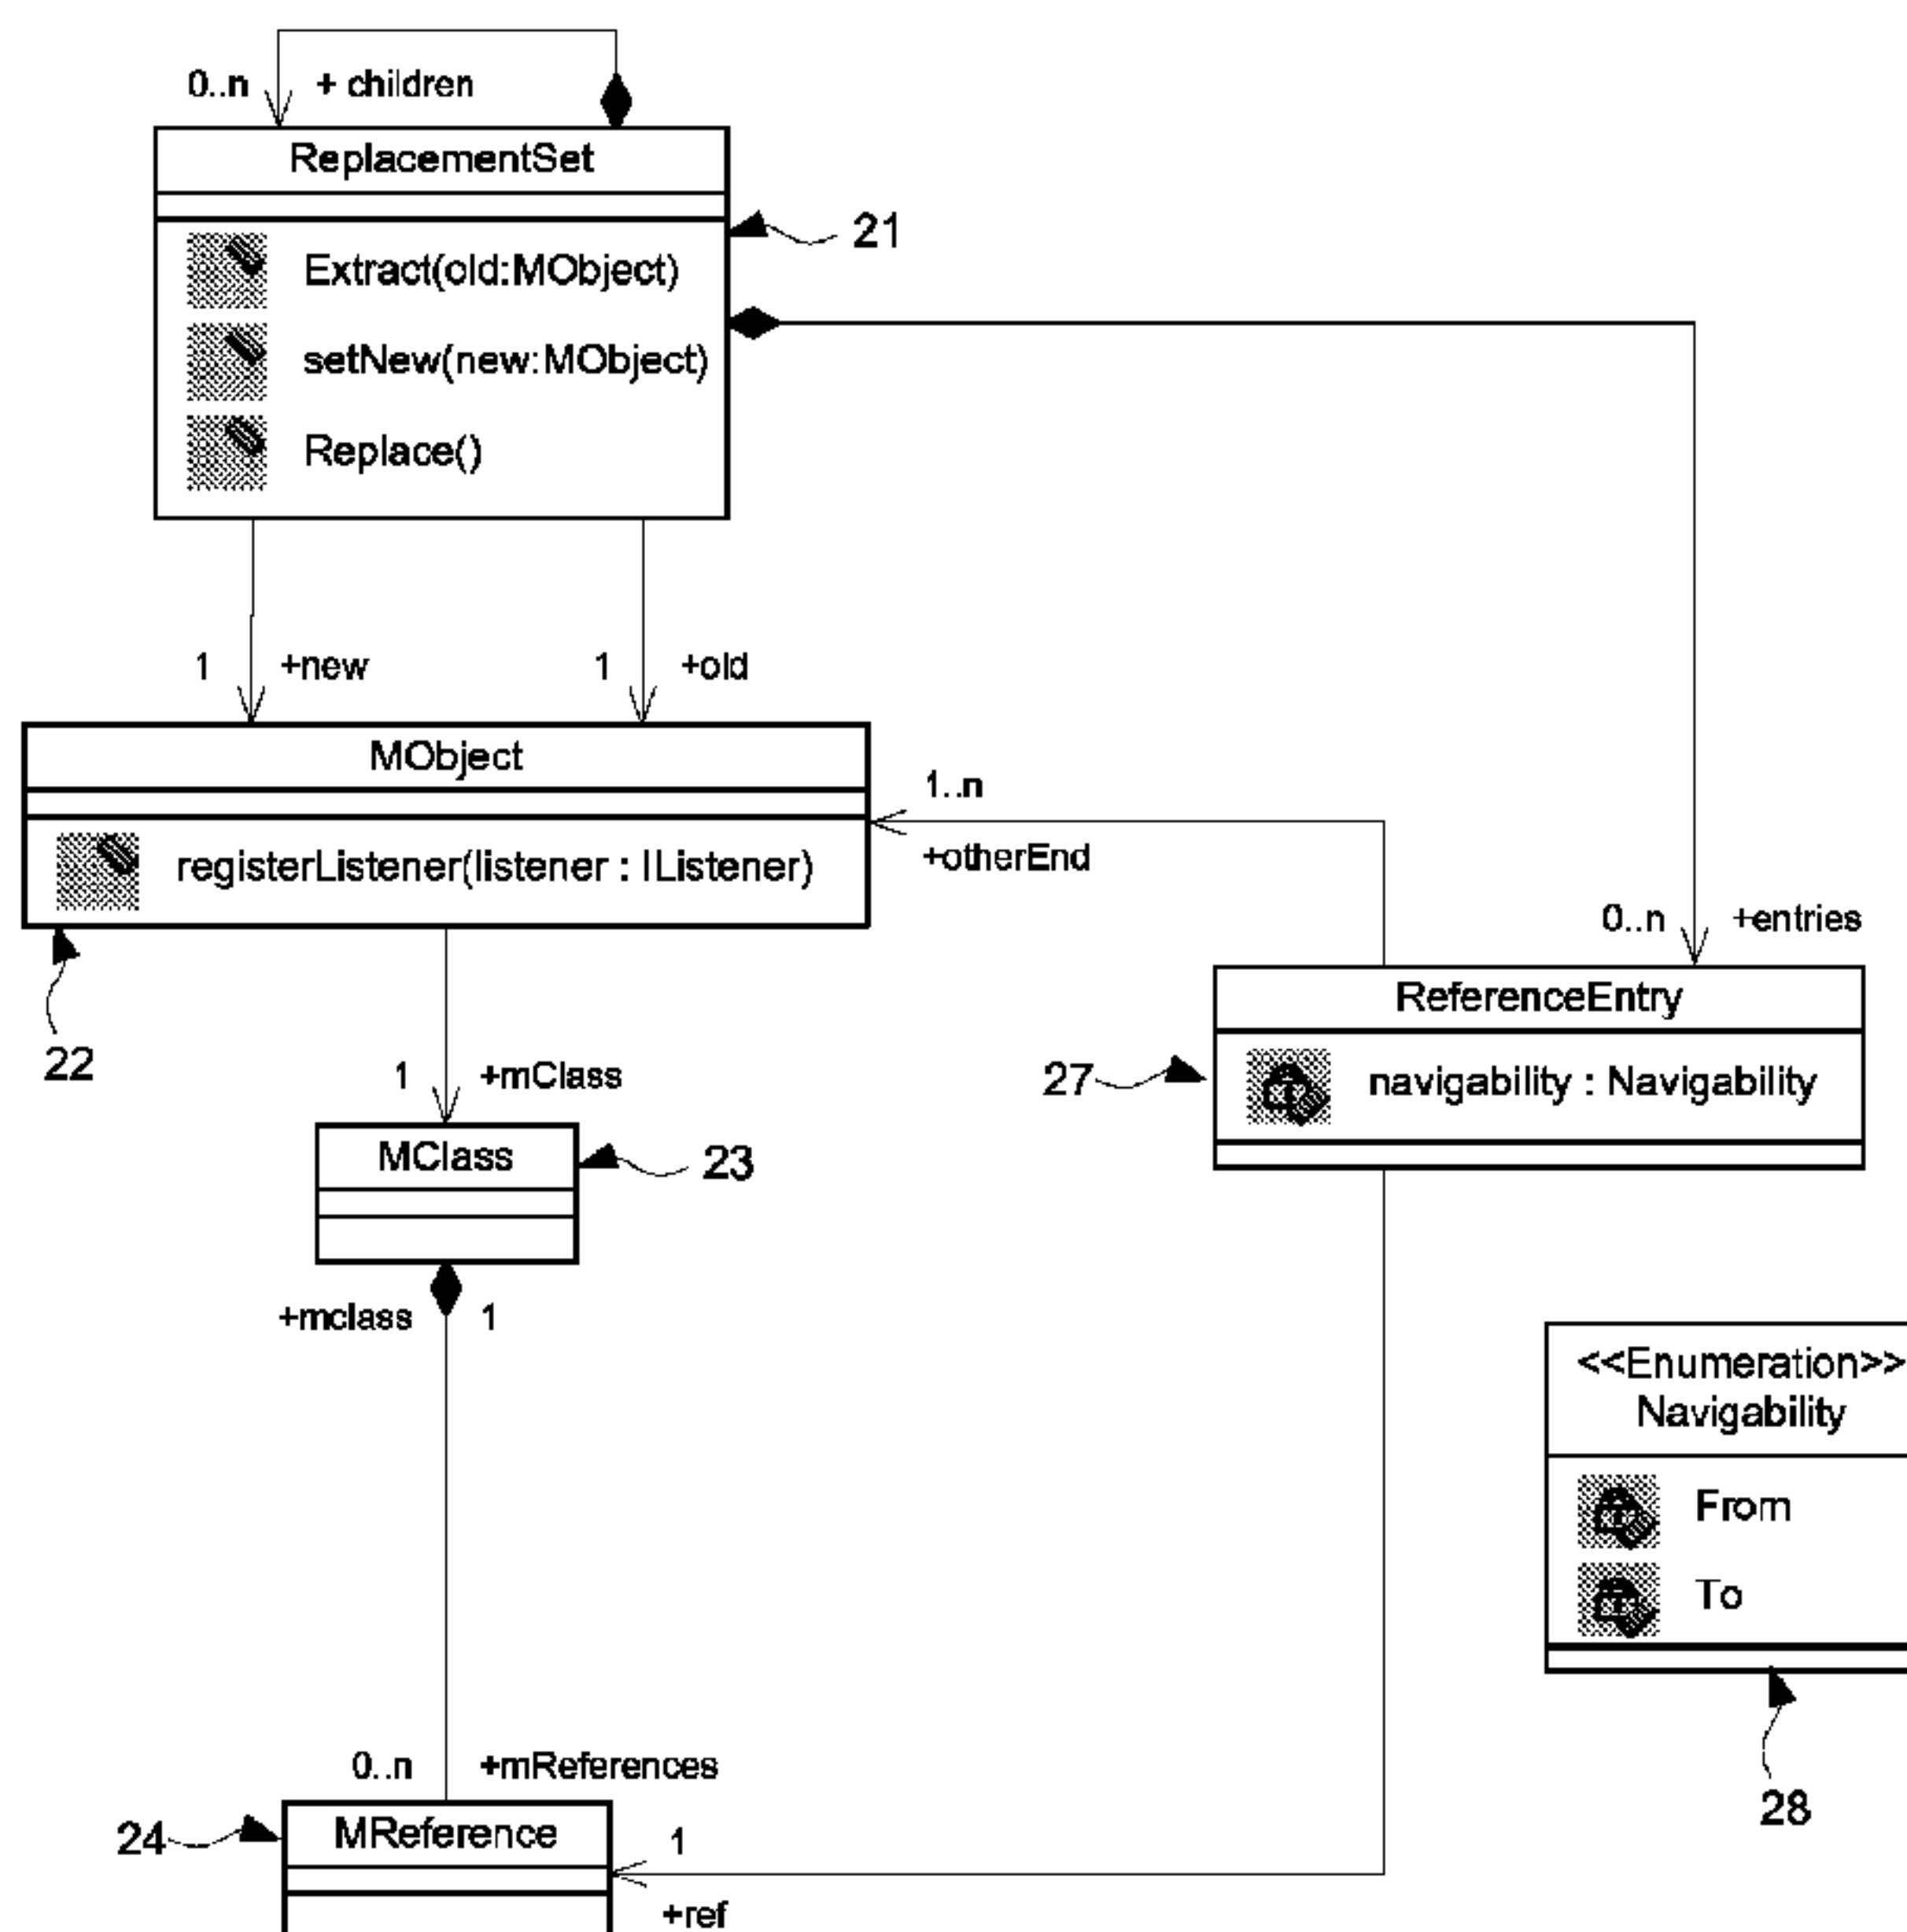 0..n + children
ReplacementSet
21
Extract(old:MObject)
setNew(new:MObject)
Replace()
1 +new 1 +old
MObject
1..n
registerListener(listener : IListener)
+otherEnd
0..n +entries
ReferenceEntry
22
1 +mClass
27
navigability : Navigability
MClass
23
+mclass 1
<<Enumeration>>
Navigability
From
To
0..n +mReferences
28
24
MReference
1
+ref